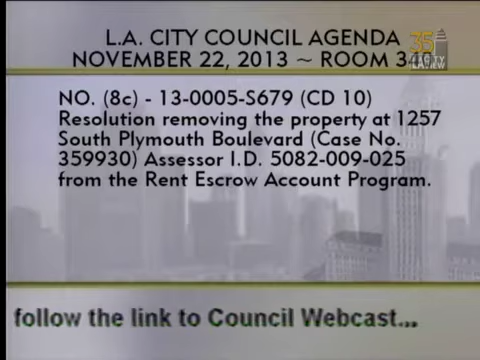 L.A. CITY COUNCIL AGENDA
NOVEMBER 22, 2013 ~ ROOM 340
35
NO. (8c) - 13-0005-S679 (CD 10)
Resolution removing the property at 1257
South Plymouth Boulevard (Case No.
359930) Assessor I.D. 5082-009-025
from the Rent Escrow Account Program.
follow the link to Council Webcast...